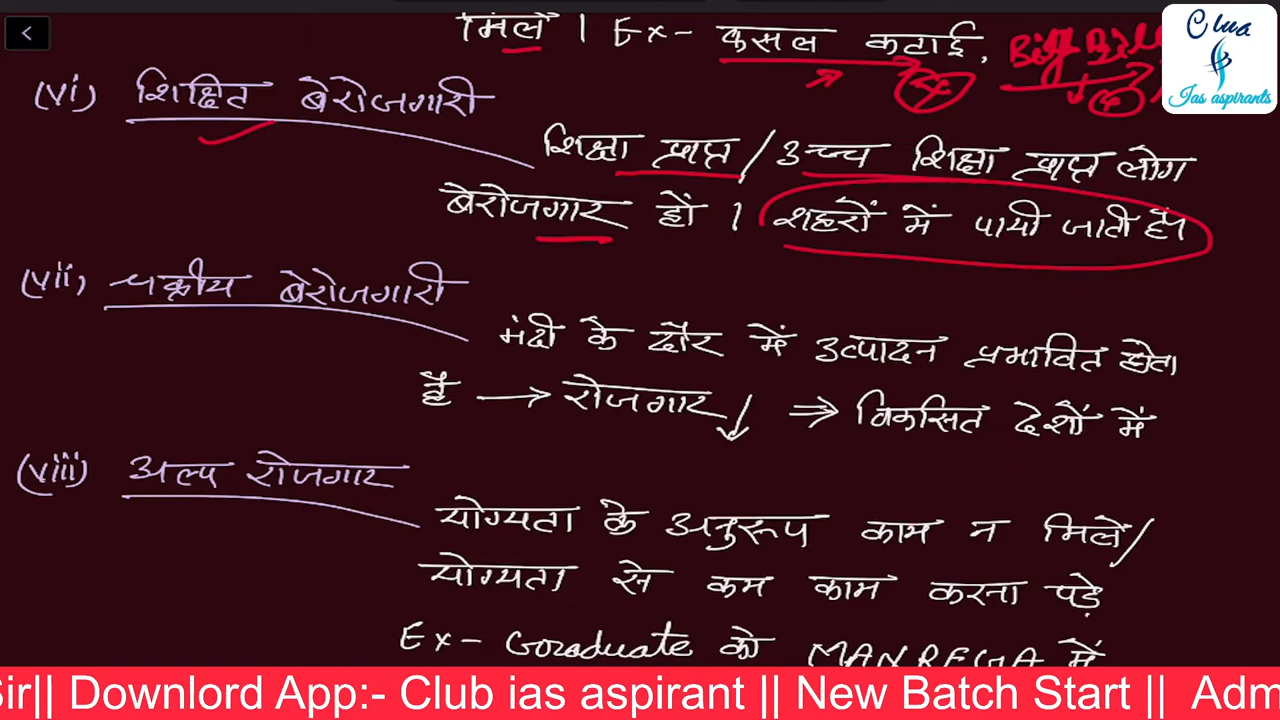 मिले । Ex- फसल कटाई,
Clua
Ias aspirants
(vi) शिक्षित बेरोजगारी
शिक्षा प्राप्त / उच्च शिक्षा प्राप्त लोग
बेरोजगार हों । शहरों में पायी जाती है।
(vii) चक्रीय बेरोजगारी
मंदी के दौर में उत्पादन प्रभावित होता
है → रोजगार ↓ ⇒ विकसित देशों में
(viii) अल्प रोजगार
योग्यता के अनुरूप काम न मिले/
योग्यता से कम काम करना पड़े
Ex- Graduate को MANREGA में
Sir|| Downlord App:- Club ias aspirant || New Batch Start || Adm